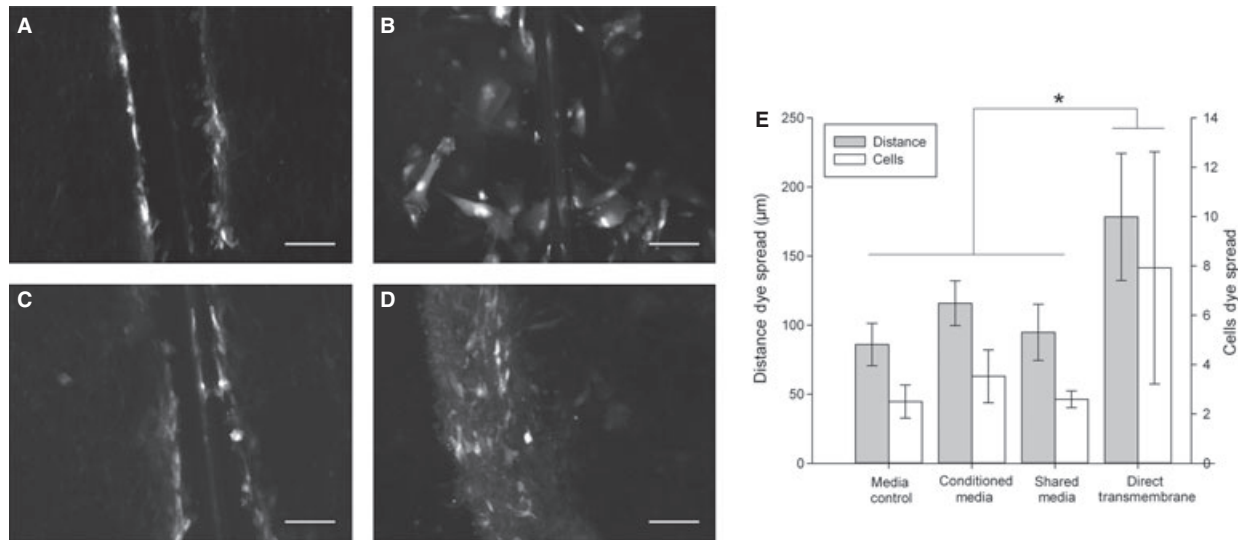 A
B
C
D
E
*
Distance
Cells
Distance dye spread (µm)
250
200
150
100
50
0
14
12
10
8
6
4
2
0
Cells dye spread
Media
control
Conditioned
media
Shared
media
Direct
transmembrane